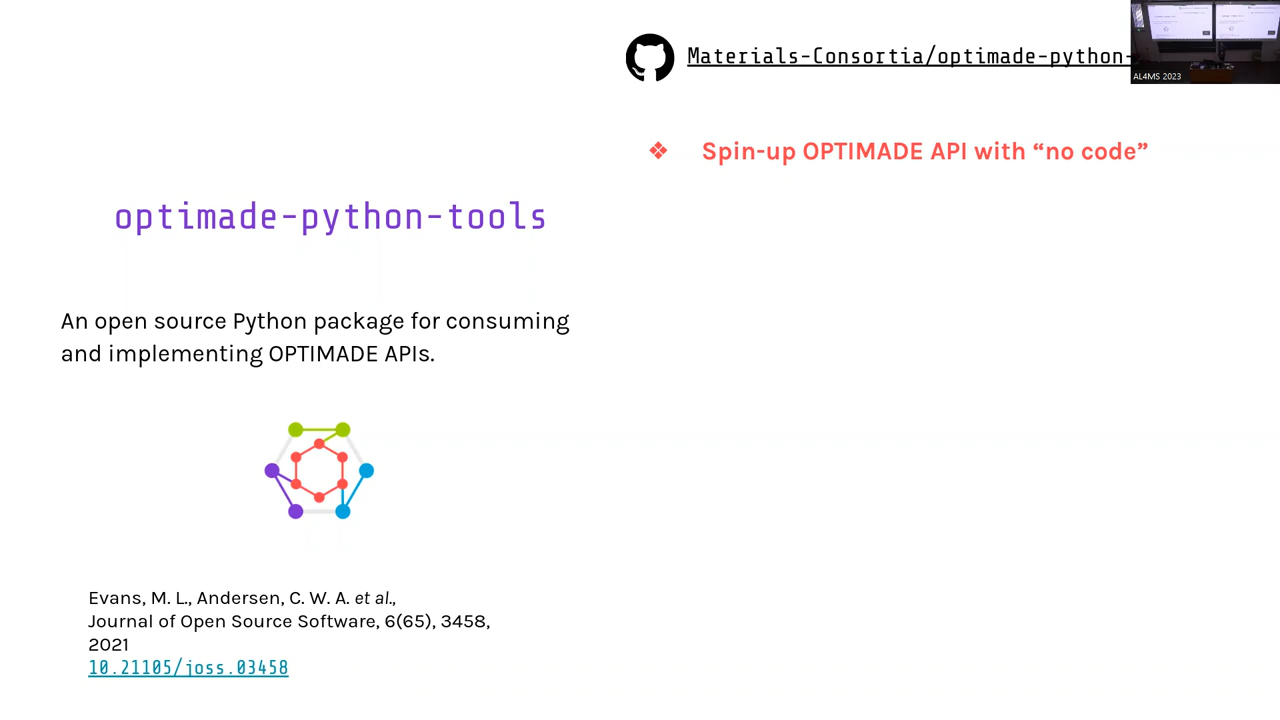 Materials-Consortia/optimade-python-
AL4MS 2023
❖ Spin-up OPTIMADE API with “no code”
optimade-python-tools
An open source Python package for consuming
and implementing OPTIMADE APIs.
Evans, M. L., Andersen, C. W. A. et al.,
Journal of Open Source Software, 6(65), 3458,
2021
10.21105/joss.03458